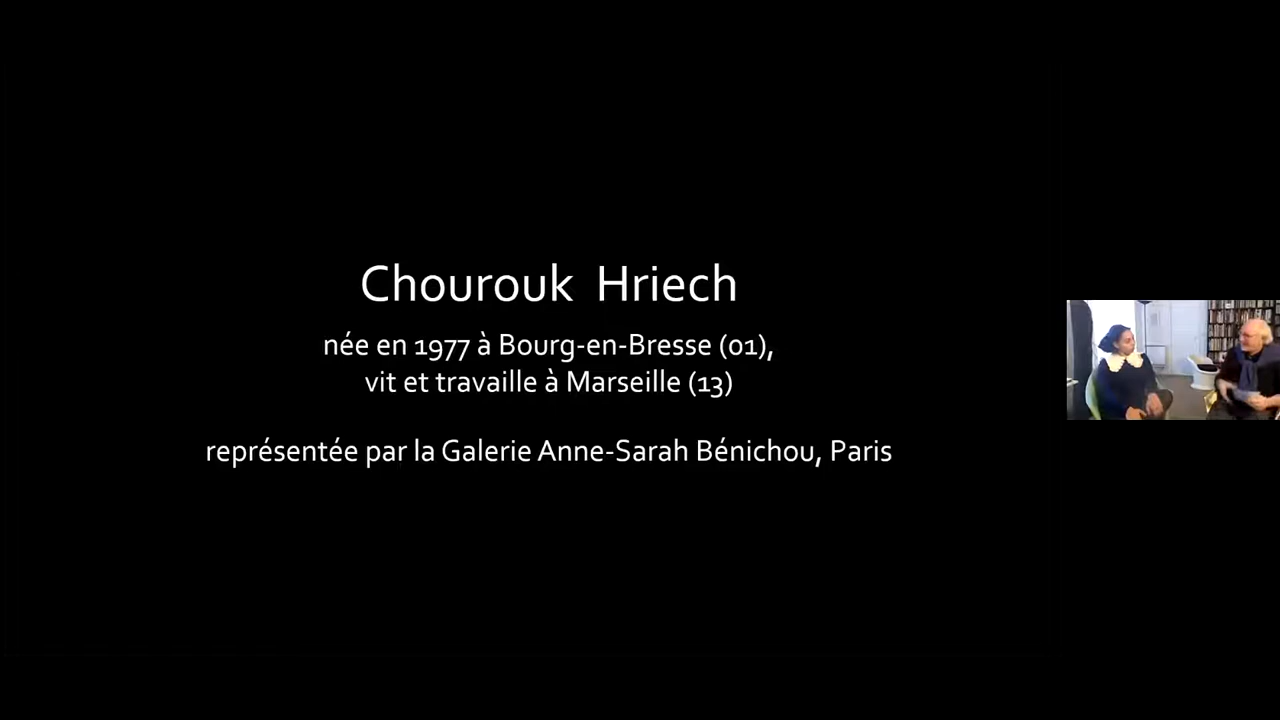 Chourouk Hriech
née en 1977 à Bourg-en-Bresse (01),
vit et travaille à Marseille (13)
représentée par la Galerie Anne-Sarah Bénichou, Paris